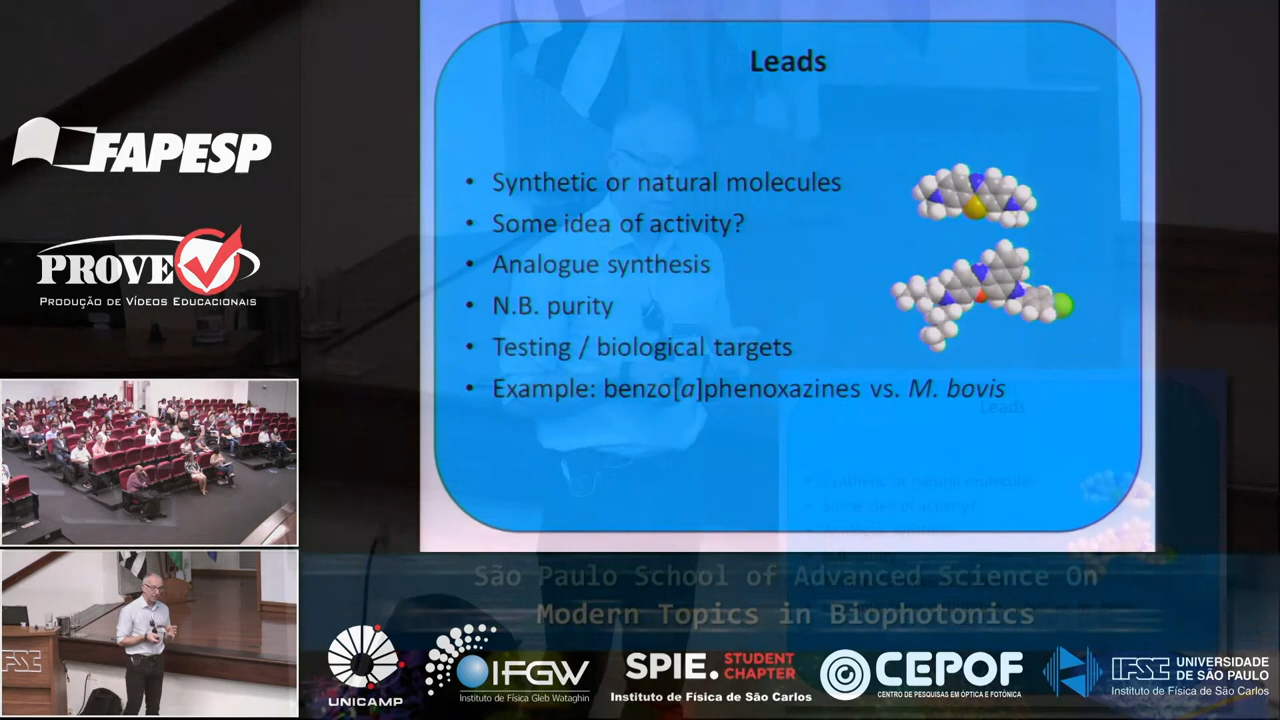 Leads
• Synthetic or natural molecules
• Some idea of activity?
• Analogue synthesis
• N.B. purity
• Testing / biological targets
• Example: benzo[a]phenoxazines vs. M. bovis
Leads
FAPESP
PROVE
PRODUÇÃO DE VÍDEOS EDUCACIONAIS
São Paulo School of Advanced Science On
Modern Topics in Biophotonics
UNICAMP
IFGW
Instituto de Física Gleb Wataghin
SPIE. STUDENT
CHAPTER
Instituto de Física de São Carlos
CEPOF
CENTRO DE PESQUISAS EM ÓPTICA E FOTÔNICA
IFSC UNIVERSIDADE
DE SÃO PAULO
Instituto de Física de São Carlos